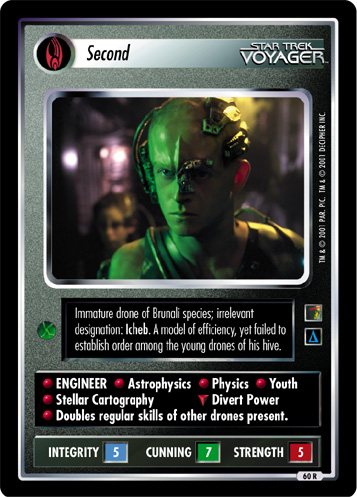 Second
STAR TREK
VOYAGER™
TM & © 2001 PAR. PIC. TM & © 2001 DECIPHER INC.
Immature drone of Brunali species; irrelevant
designation: Icheb. A model of efficiency, yet failed to
establish order among the young drones of his hive.
• ENGINEER • Astrophysics • Physics • Youth
• Stellar Cartography Divert Power
• Doubles regular skills of other drones present.
INTEGRITY 5 CUNNING 7 STRENGTH 5
60 R